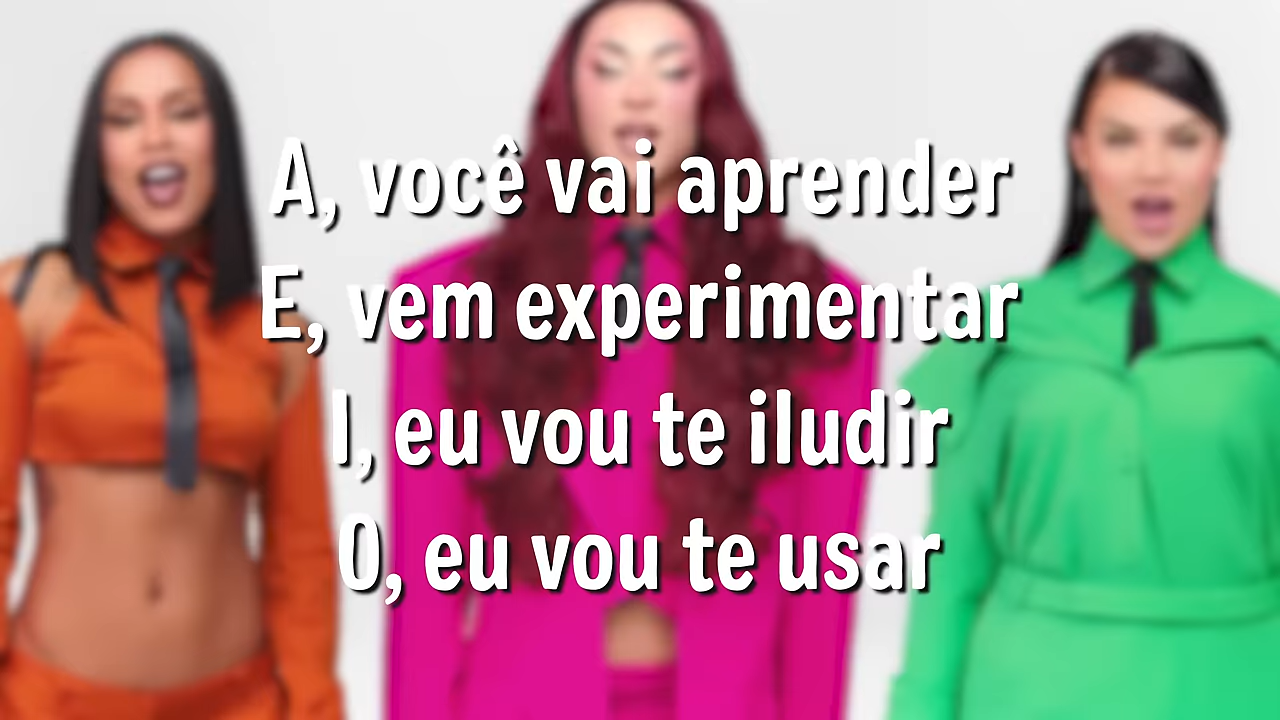 A, você vai aprender
E, vem experimentar
I, eu vou te iludir
O, eu vou te usar